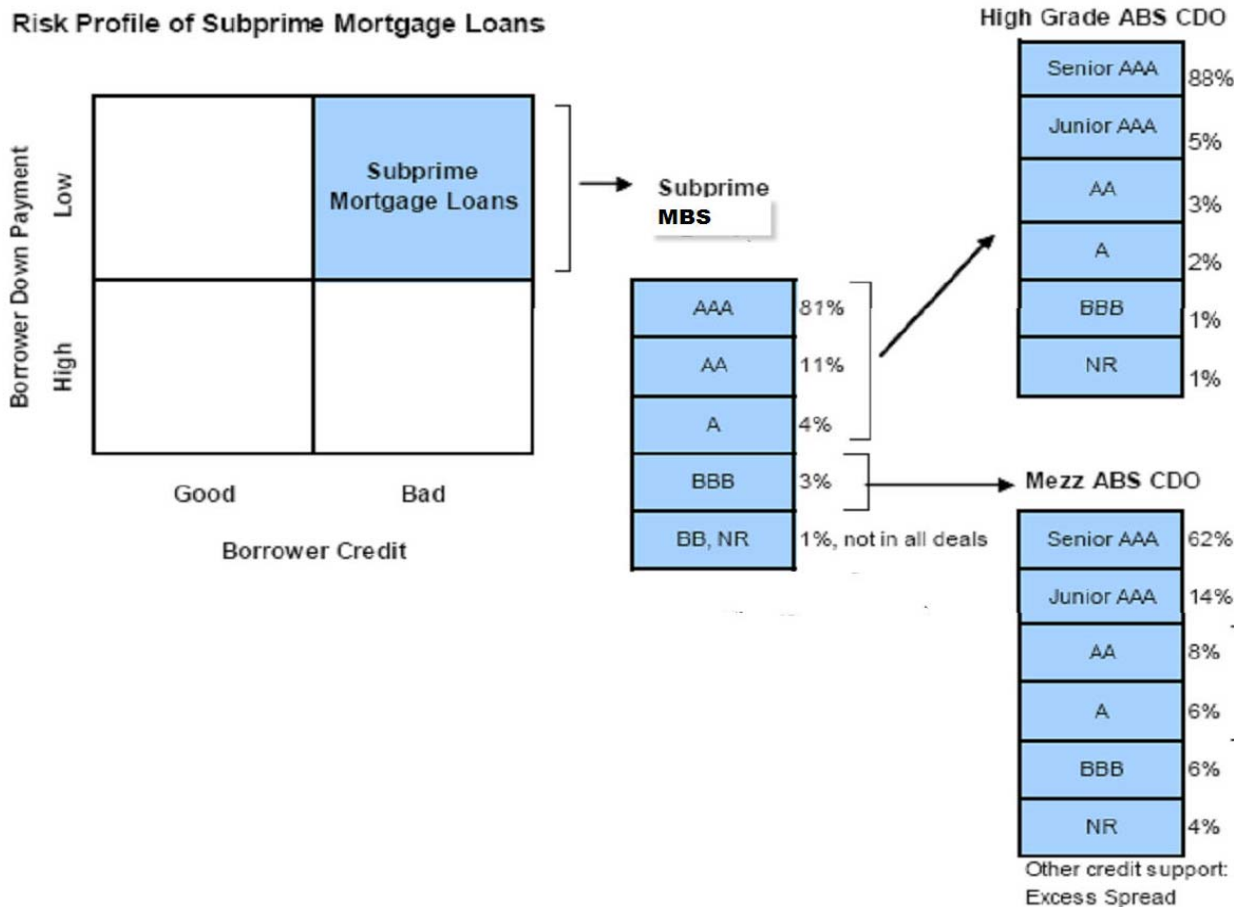 Risk Profile of Subprime Mortgage Loans
Borrower Down Payment
Low
High
Subprime
Mortgage Loans
Good
Bad
Borrower Credit
Subprime
MBS
AAA 81%
AA 11%
A 4%
BBB 3%
BB, NR 1%, not in all deals
High Grade ABS CDO
Senior AAA 88%
Junior AAA 5%
AA 3%
A 2%
BBB 1%
NR 1%
Mezz ABS CDO
Senior AAA 62%
Junior AAA 14%
AA 8%
A 6%
BBB 6%
NR 4%
Other credit support:
Excess Spread